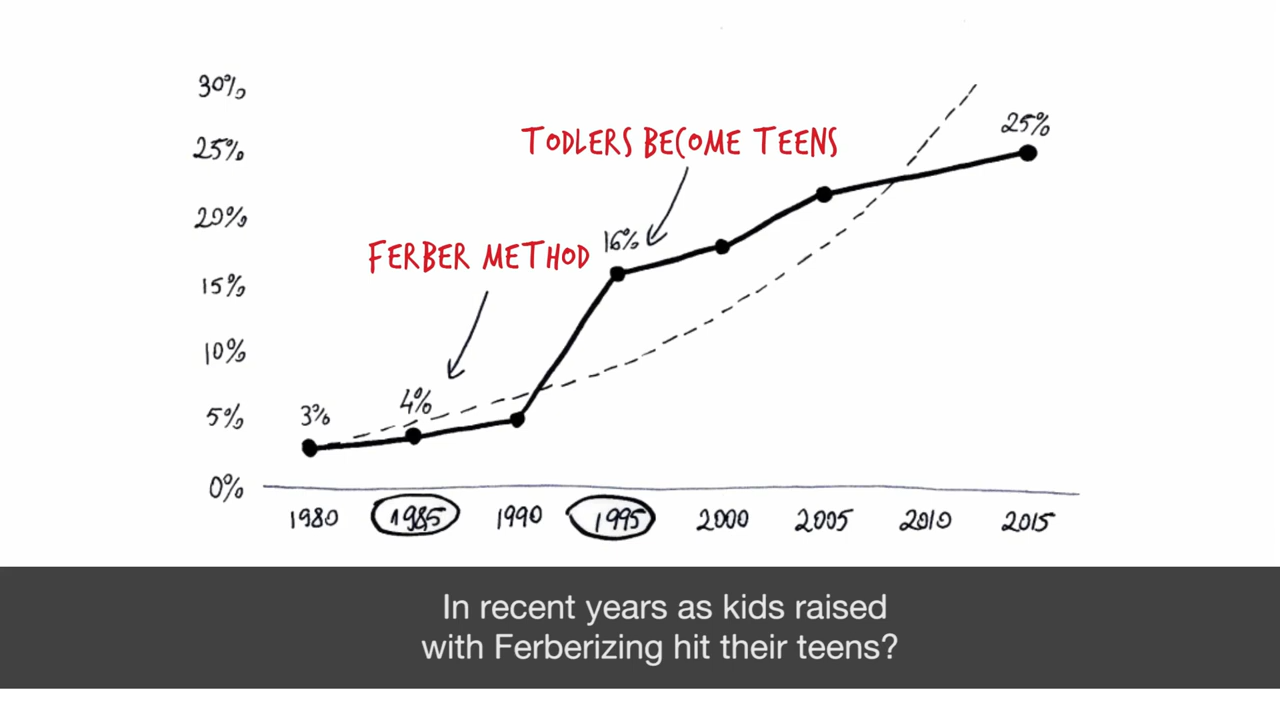 30%
25%
20%
15%
10%
5%
0%
TODLERS BECOME TEENS
FERBER METHOD
3%
4%
16%
25%
1980 1985 1990 1995 2000 2005 2010 2015
In recent years as kids raised
with Ferberizing hit their teens?